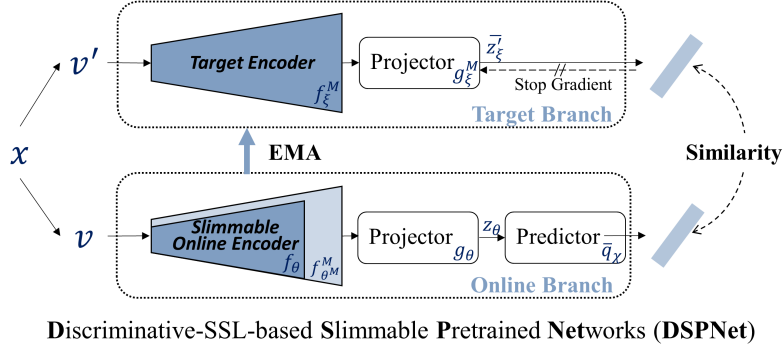 v′
Target Encoder
f_ξ^M
Projector
g_ξ^M
z̄′_ξ
Stop Gradient
Target Branch
x
EMA
Similarity
v
Slimmable
Online Encoder
f_θ
f_θ^M^M
Projector
g_θ
z_θ
Predictor
q̄_χ
Online Branch
Discriminative-SSL-based Slimmable Pretrained Networks (DSPNet)